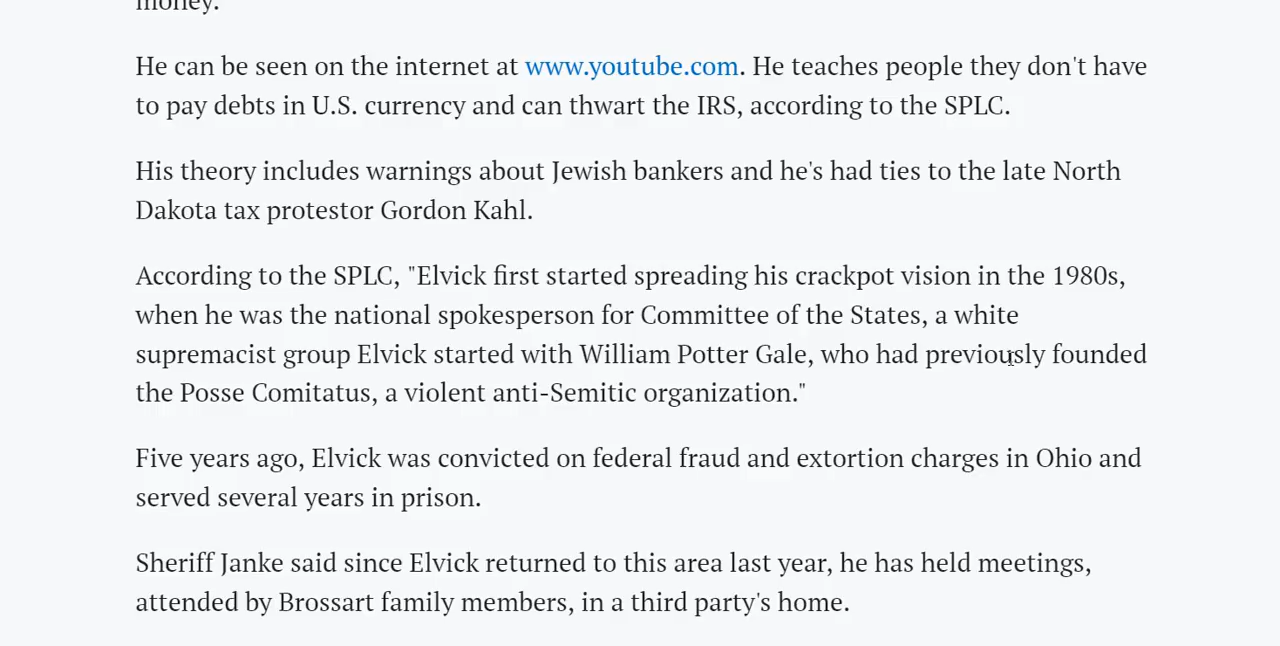 money.
He can be seen on the internet at www.youtube.com. He teaches people they don't have
to pay debts in U.S. currency and can thwart the IRS, according to the SPLC.
His theory includes warnings about Jewish bankers and he's had ties to the late North
Dakota tax protestor Gordon Kahl.
According to the SPLC, "Elvick first started spreading his crackpot vision in the 1980s,
when he was the national spokesperson for Committee of the States, a white
supremacist group Elvick started with William Potter Gale, who had previously founded
the Posse Comitatus, a violent anti-Semitic organization."
Five years ago, Elvick was convicted on federal fraud and extortion charges in Ohio and
served several years in prison.
Sheriff Janke said since Elvick returned to this area last year, he has held meetings,
attended by Brossart family members, in a third party's home.